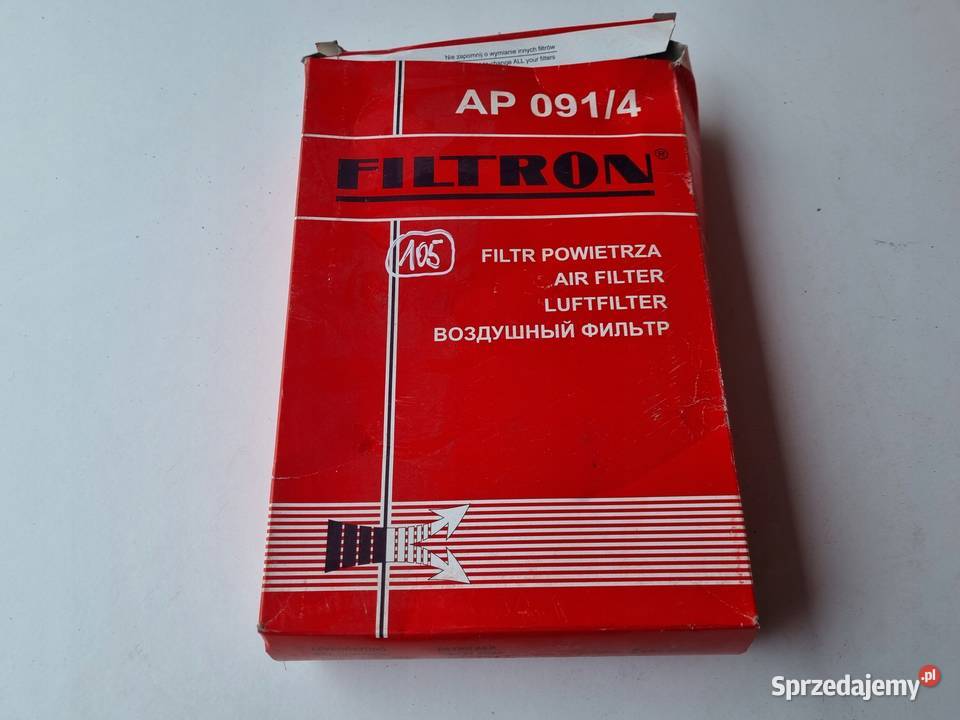 Nie zapomnij o wymianie innych filtrów
change ALL your filters
AP 091/4
FILTRON®
105
FILTR POWIETRZA
AIR FILTER
LUFTFILTER
ВОЗДУШНЫЙ ФИЛЬТР
Sprzedajemy.pl